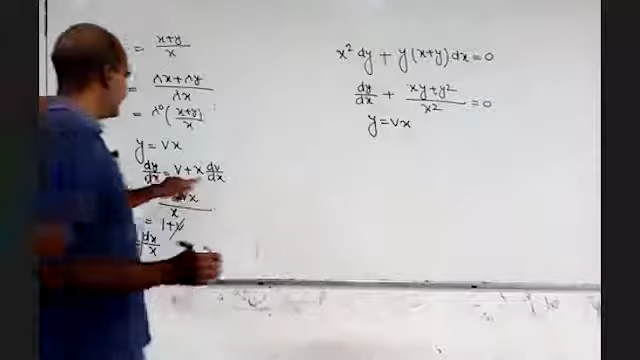 = x+y / x
= λx+λy / λx
= λ⁰ (x+y / x)
y = vx
dy/dx = v + x dv/dx
x
= 1+v
dx/x
x² dy + y(x+y) dx = 0
dy/dx + xy+y² / x² = 0
y = vx